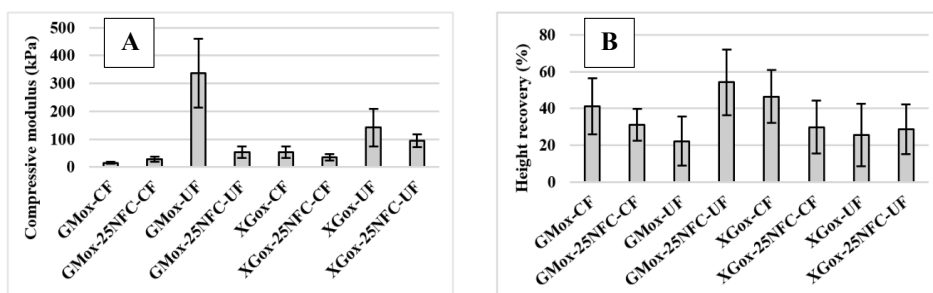 A
Compressive modulus (kPa)
500
400
300
200
100
0
GMox-CF
GMox-25NFC-CF
GMox-UF
GMox-25NFC-UF
XGox-CF
XGox-25NFC-CF
XGox-UF
XGox-25NFC-UF
B
Height recovery (%)
80
60
40
20
0
GMox-CF
GMox-25NFC-CF
GMox-UF
GMox-25NFC-UF
XGox-CF
XGox-25NFC-CF
XGox-UF
XGox-25NFC-UF